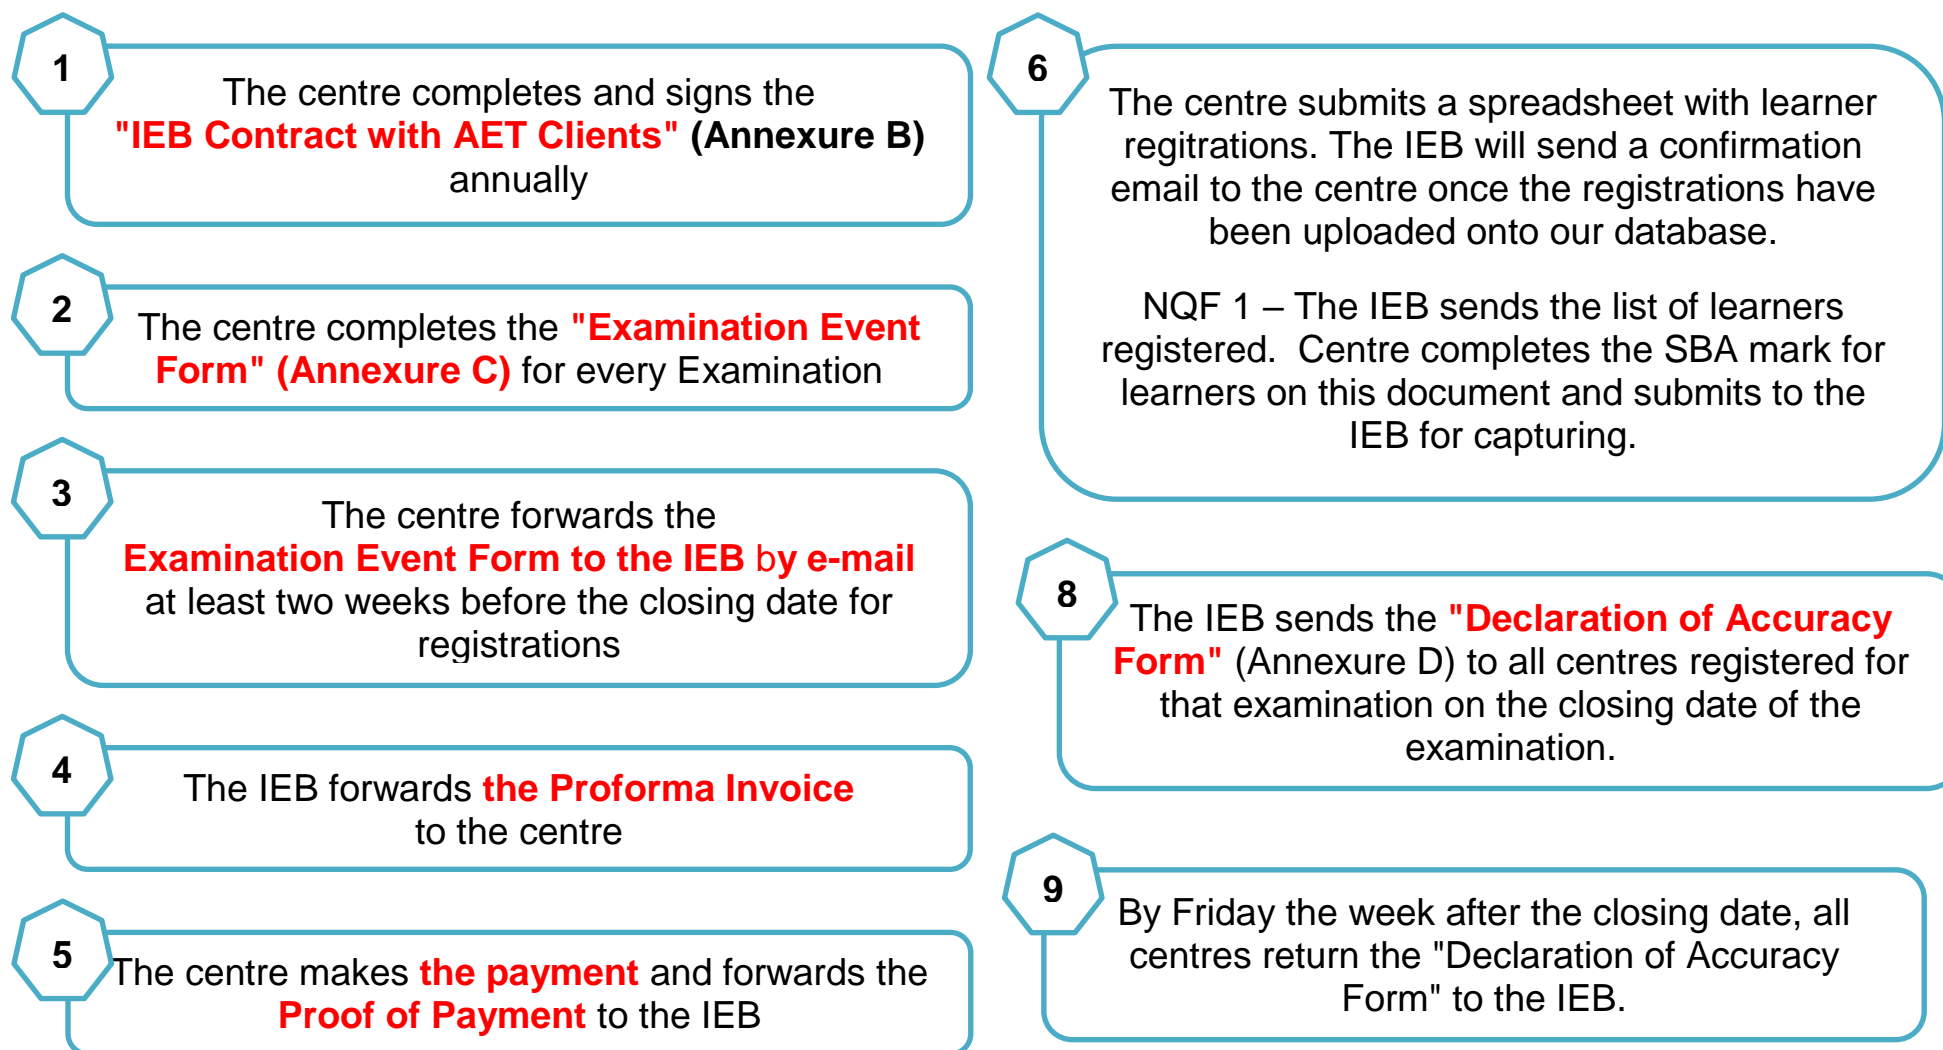 1
The centre completes and signs the
"IEB Contract with AET Clients" (Annexure B)
annually
2
The centre completes the "Examination Event
Form" (Annexure C) for every Examination
3
The centre forwards the
Examination Event Form to the IEB by e-mail
at least two weeks before the closing date for
registrations
4
The IEB forwards the Proforma Invoice
to the centre
5
The centre makes the payment and forwards the
Proof of Payment to the IEB
6
The centre submits a spreadsheet with learner
regitrations. The IEB will send a confirmation
email to the centre once the registrations have
been uploaded onto our database.
NQF 1 – The IEB sends the list of learners
registered. Centre completes the SBA mark for
learners on this document and submits to the
IEB for capturing.
8
The IEB sends the "Declaration of Accuracy
Form" (Annexure D) to all centres registered for
that examination on the closing date of the
examination.
9
By Friday the week after the closing date, all
centres return the "Declaration of Accuracy
Form" to the IEB.